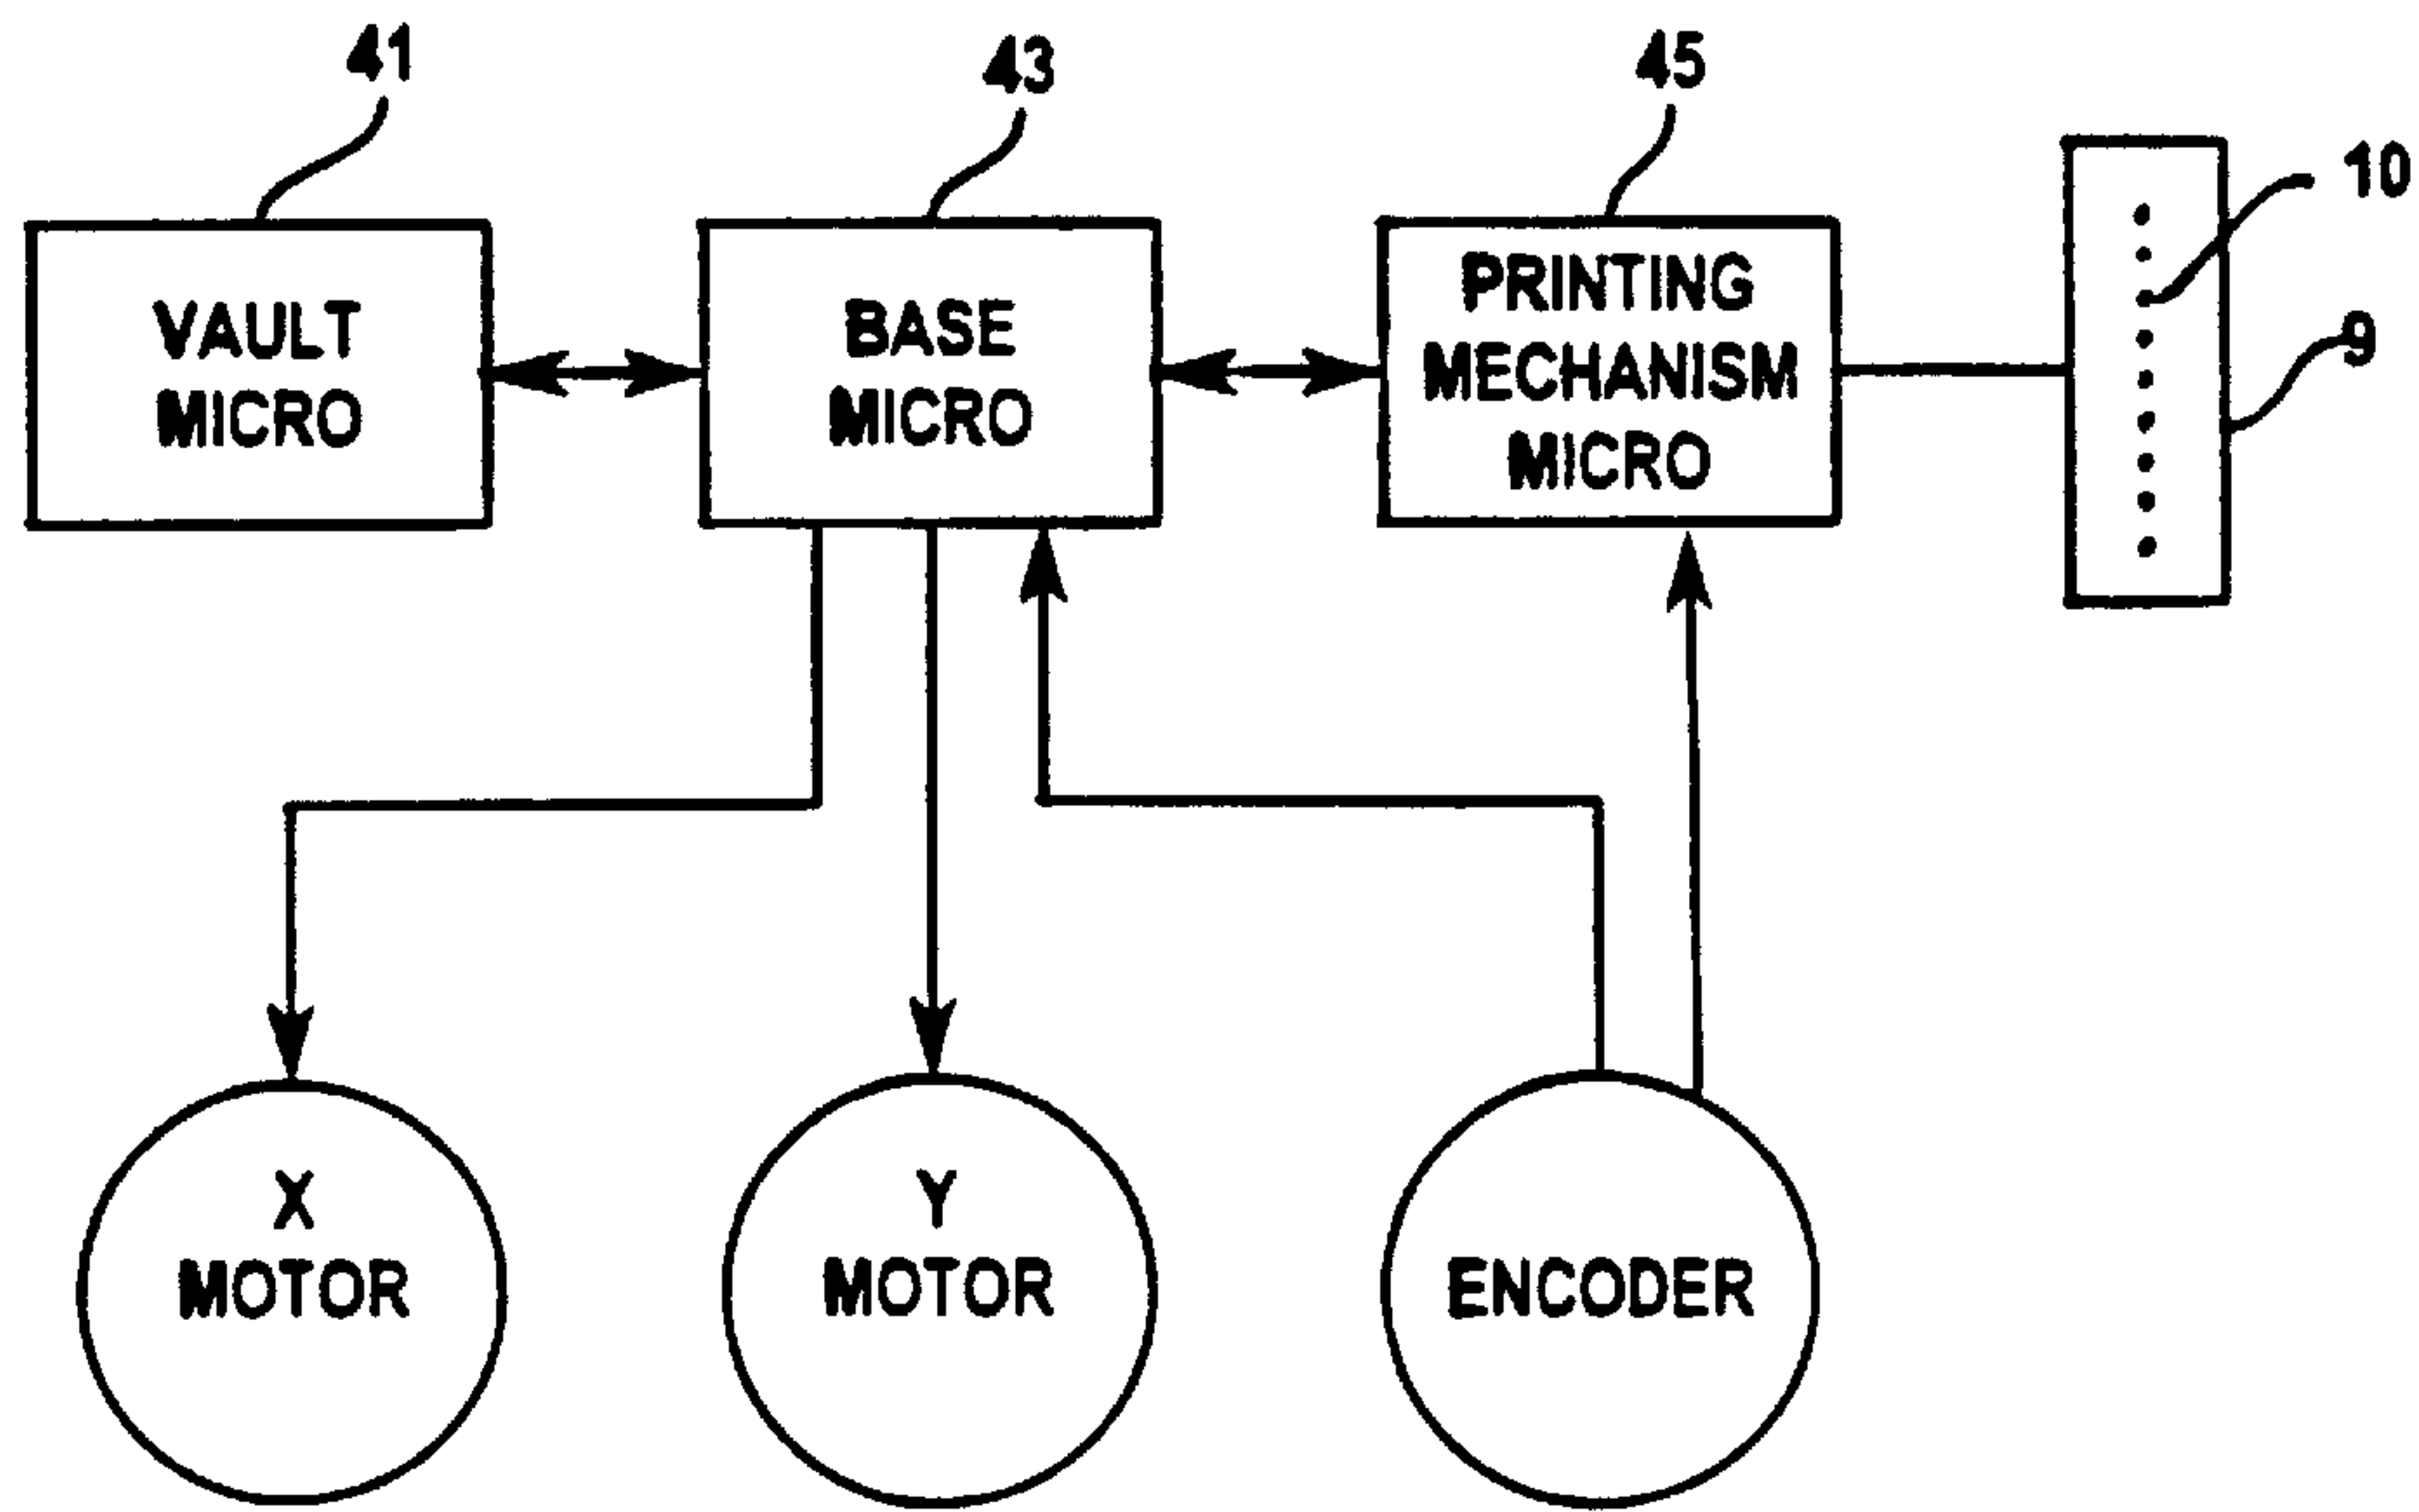 41
43
45
10
9
VAULT
MICRO
BASE
MICRO
PRINTING
MECHANISM
MICRO
X
MOTOR
Y
MOTOR
ENCODER